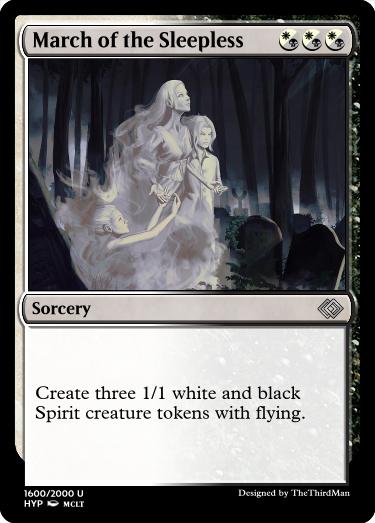 March of the Sleepless
Sorcery
Create three 1/1 white and black
Spirit creature tokens with flying.
1600/2000 U
HYP MCLT
Designed by TheThirdMan